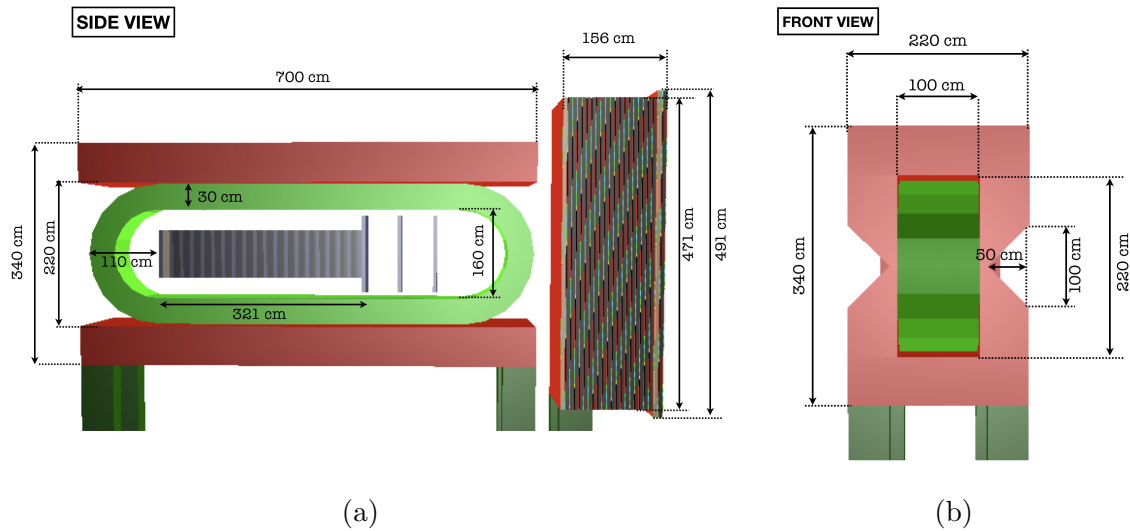 SIDE VIEW
FRONT VIEW
156 cm
220 cm
700 cm
100 cm
30 cm
340 cm
220 cm
110 cm
160 cm
321 cm
471 cm
491 cm
340 cm
50 cm
100 cm
220 cm
(a)
(b)